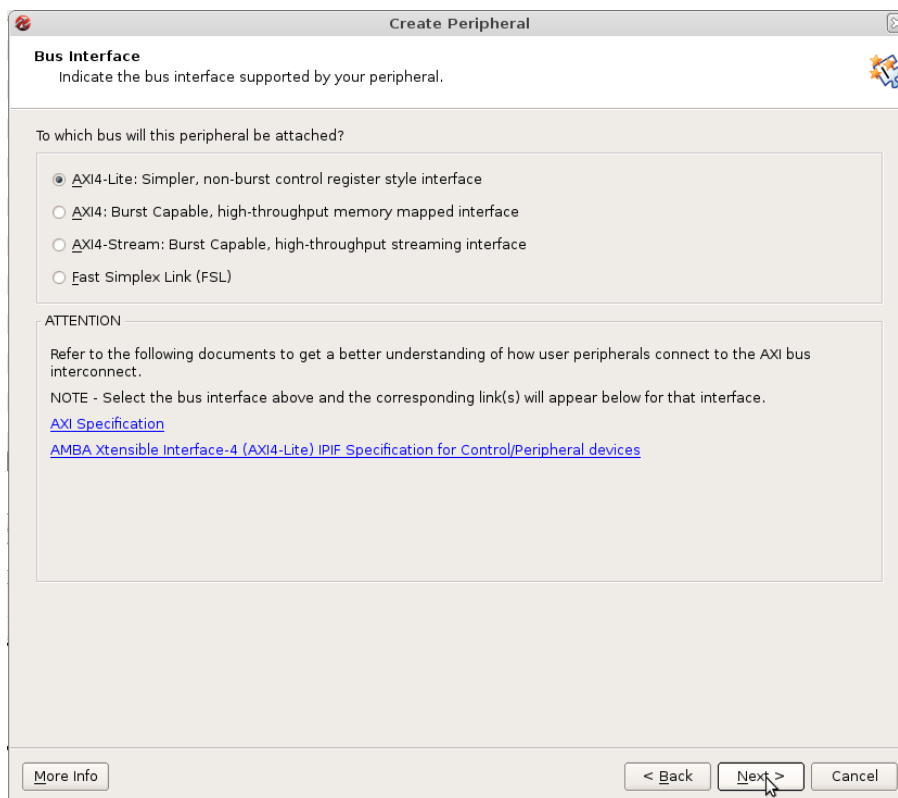 Create Peripheral
Bus Interface
Indicate the bus interface supported by your peripheral.
To which bus will this peripheral be attached?
AXI4-Lite: Simpler, non-burst control register style interface
AXI4: Burst Capable, high-throughput memory mapped interface
AXI4-Stream: Burst Capable, high-throughput streaming interface
Fast Simplex Link (FSL)
ATTENTION
Refer to the following documents to get a better understanding of how user peripherals connect to the AXI bus
interconnect.
NOTE - Select the bus interface above and the corresponding link(s) will appear below for that interface.
AXI Specification
AMBA Xtensible Interface-4 (AXI4-Lite) IPIF Specification for Control/Peripheral devices
More Info
< Back
Next >
Cancel